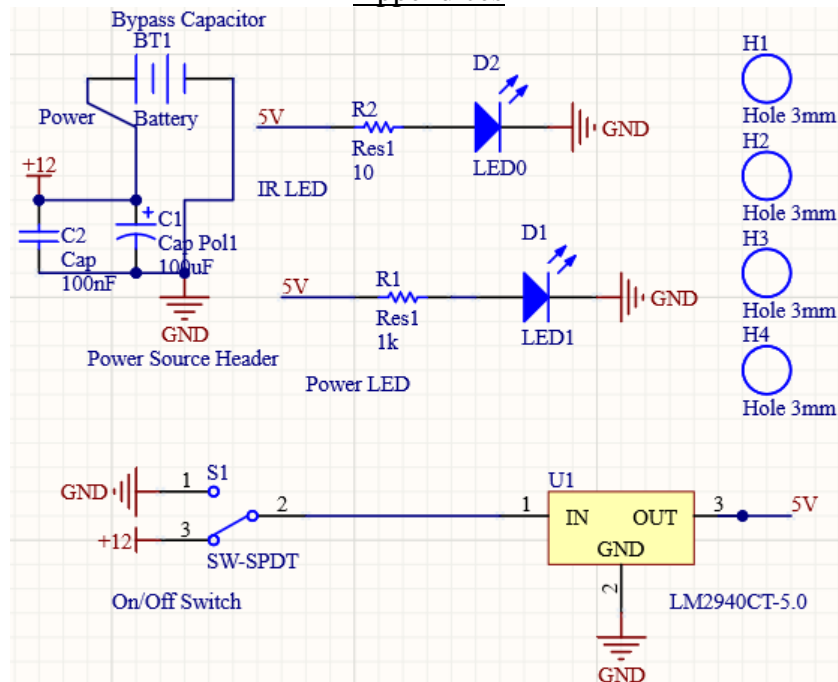 Bypass Capacitor
BT1
Power
Battery
+12
C2
Cap
100nF
+
C1
Cap Pol1
100uF
GND
Power Source Header
D2
5V
R2
Res1
10
LED0
GND
IR LED
D1
5V
R1
Res1
1k
LED1
GND
Power LED
H1
Hole 3mm
H2
Hole 3mm
H3
Hole 3mm
H4
Hole 3mm
GND
1
S1
2
+12
3
SW-SPDT
On/Off Switch
U1
1
IN
OUT
GND
3
5V
2
LM2940CT-5.0
GND